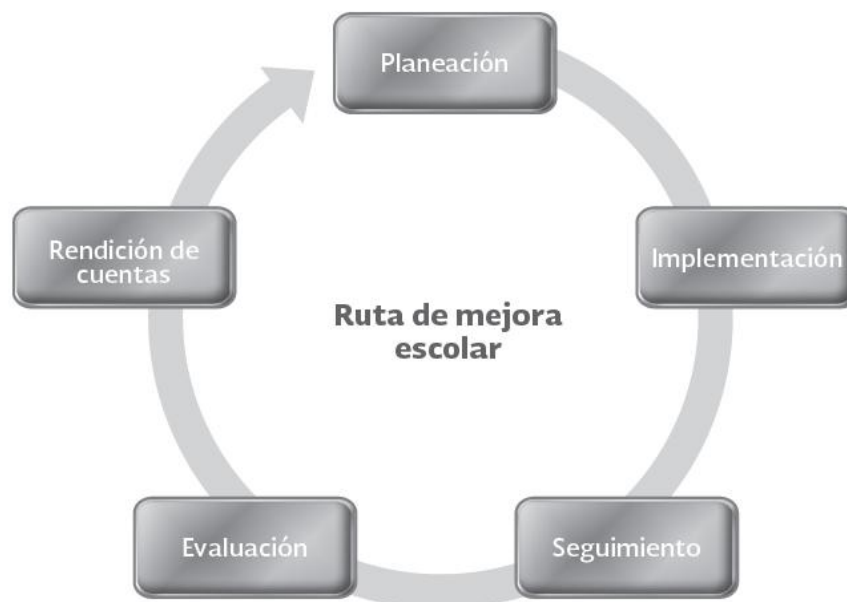 Planeación
Implementación
Seguimiento
Evaluación
Rendición de
cuentas
Ruta de mejora
escolar